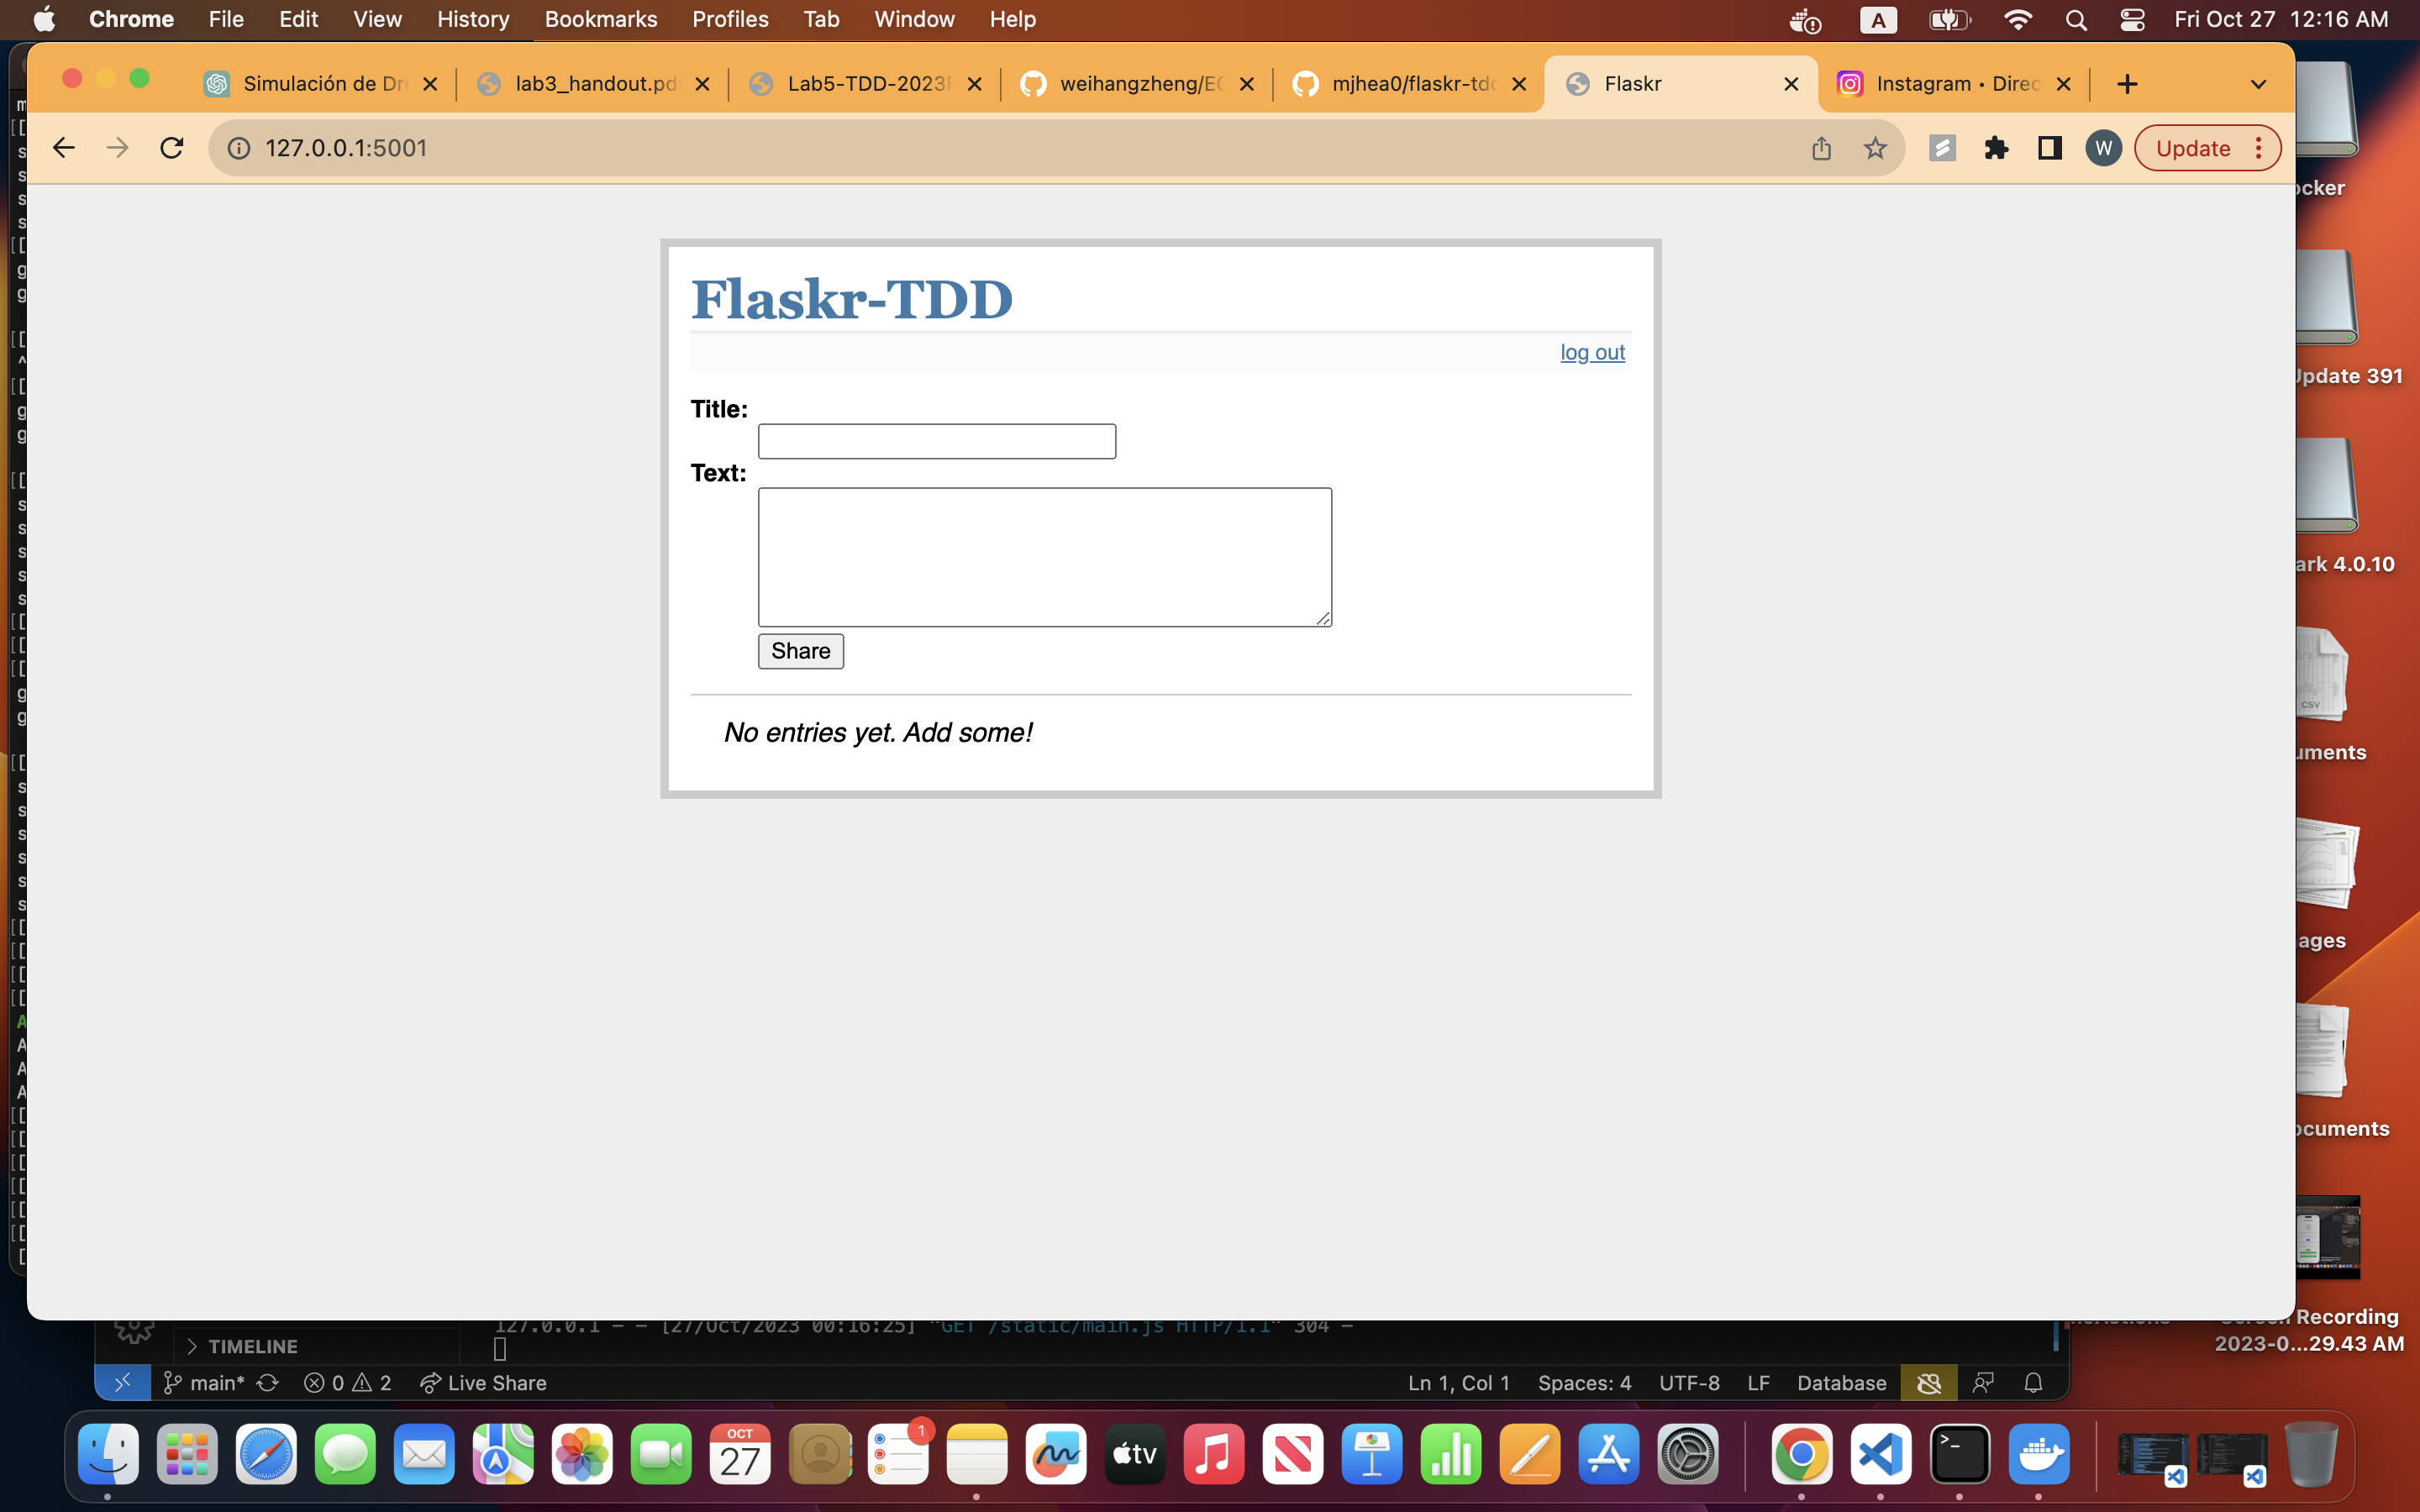 Chrome File Edit View History Bookmarks Profiles Tab Window Help A Fri Oct 27 12:16 AM
Simulación de Dr lab3_handout.pd Lab5-TDD-2023 weihangzheng/EC mjhea0/flaskr-tdd Flaskr Instagram • Direc
127.0.0.1:5001 W Update
Flaskr-TDD
log out
Title:
Text:
Share
No entries yet. Add some!
ocker
Update 391
ark 4.0.10
CSV
uments
ages
ocuments
Recording
2023-0...29.43 AM
127.0.0.1 - - [27/Oct/2023 00:16:25] "GET /static/main.js HTTP/1.1" 304 -
TIMELINE
main* 0 2 Live Share Ln 1, Col 1 Spaces: 4 UTF-8 LF Database
OCT
27
1
tv